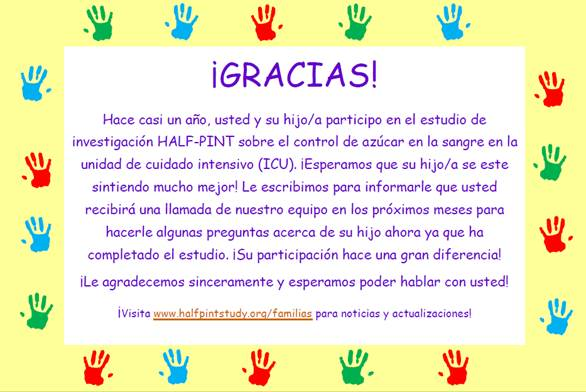 ¡GRACIAS!
Hace casi un año, usted y su hijo/a participo en el estudio de
investigación HALF-PINT sobre el control de azúcar en la sangre en la
unidad de cuidado intensivo (ICU). ¡Esperamos que su hijo/a se este
sintiendo mucho mejor! Le escribimos para informarle que usted
recibirá una llamada de nuestro equipo en los próximos meses para
hacerle algunas preguntas acerca de su hijo ahora ya que ha
completado el estudio. ¡Su participación hace una gran diferencia!
¡Le agradecemos sinceramente y esperamos poder hablar con usted!
¡Visita www.halfpintstudy.org/familias para noticias y actualizaciones!